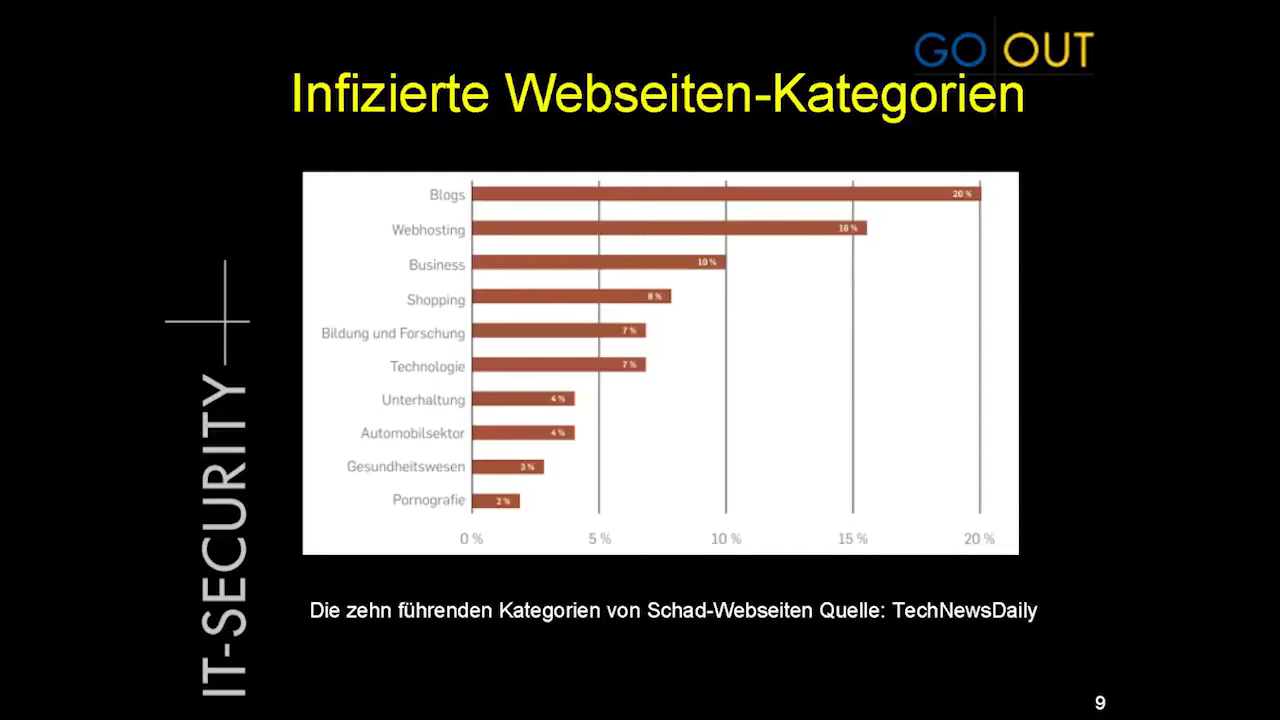 GO OUT
Infizierte Webseiten-Kategorien
Blogs 20 %
Webhosting 16 %
Business 10 %
Shopping 8 %
Bildung und Forschung 7 %
Technologie 7 %
Unterhaltung 4 %
Automobilsektor 4 %
Gesundheitswesen 3 %
Pornografie 2 %
0 % 5 % 10 % 15 % 20 %
IT-SECURITY
Die zehn führenden Kategorien von Schad-Webseiten Quelle: TechNewsDaily
9